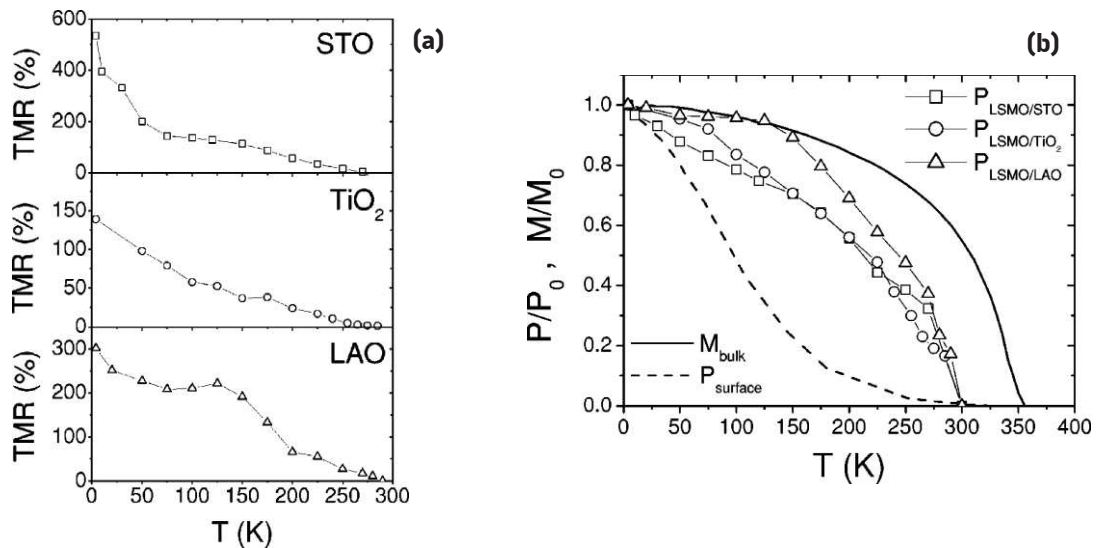 (a)
STO
TMR (%)
600
400
200
0
TiO2
TMR (%)
150
100
50
0
LAO
TMR (%)
300
200
100
0
0 50 100 150 200 250 300
T (K)
(b)
P/P0 , M/M0
1.0
0.8
0.6
0.4
0.2
0.0
PLSMO/STO
PLSMO/TiO2
PLSMO/LAO
Mbulk
Psurface
0 50 100 150 200 250 300 350 400
T (K)